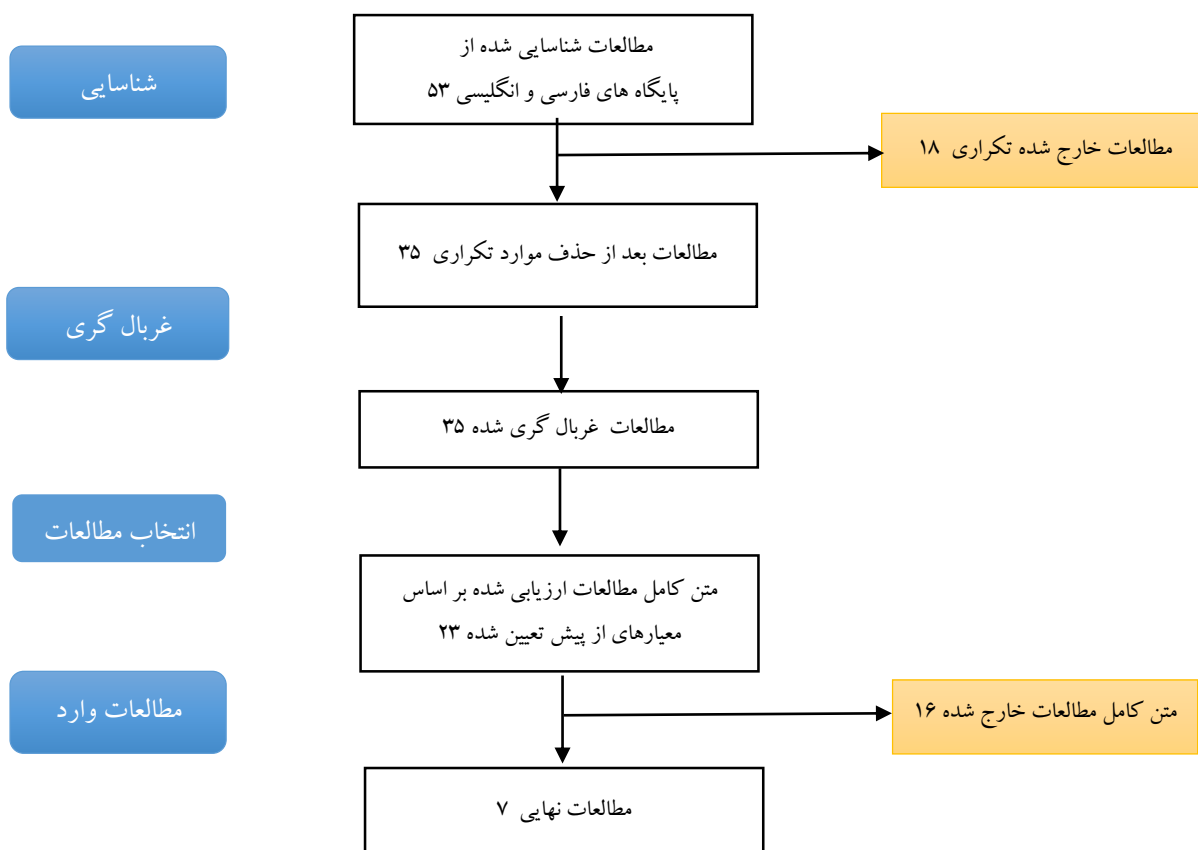 شناسایی
مطالعات شناسایی شده از
پایگاه های فارسی و انگلیسی ۵۳
مطالعات خارج شده تکراری ۱۸
مطالعات بعد از حذف موارد تکراری ۳۵
غربال گری
مطالعات غربال گری شده ۳۵
انتخاب مطالعات
متن کامل مطالعات ارزیابی شده بر اساس
معیارهای از پیش تعیین شده ۲۳
مطالعات وارد
متن کامل مطالعات خارج شده ۱۶
مطالعات نهایی ۷